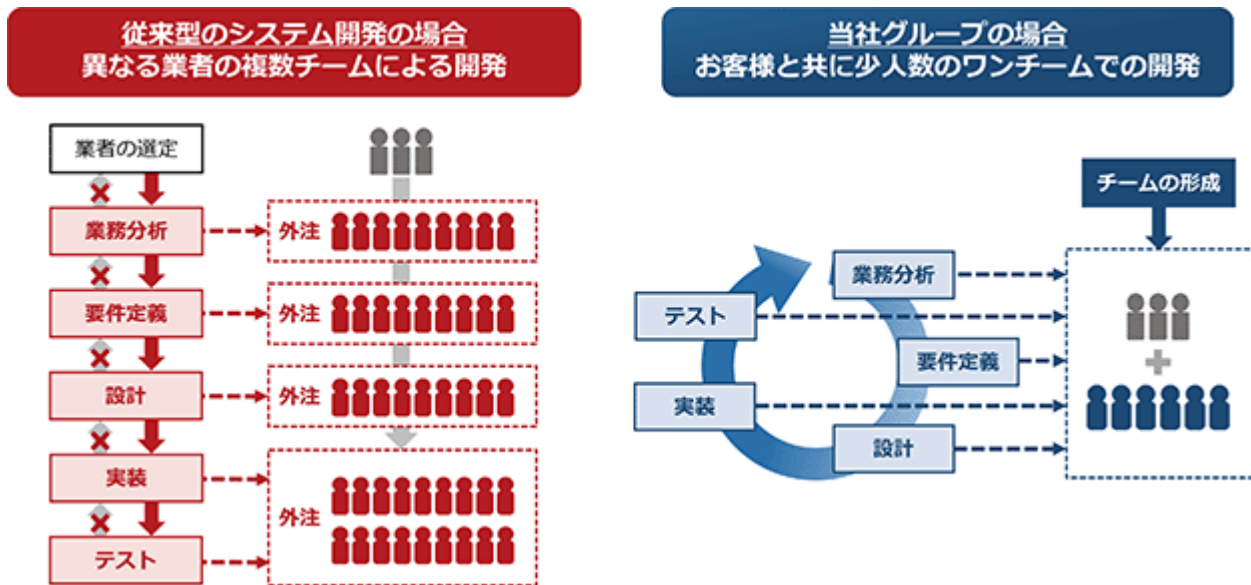 従来型のシステム開発の場合
異なる業者の複数チームによる開発
業者の選定
業務分析
外注
要件定義
外注
設計
外注
実装
外注
テスト
当社グループの場合
お客様と共に少人数のワンチームでの開発
チームの形成
業務分析
テスト
要件定義
実装
設計